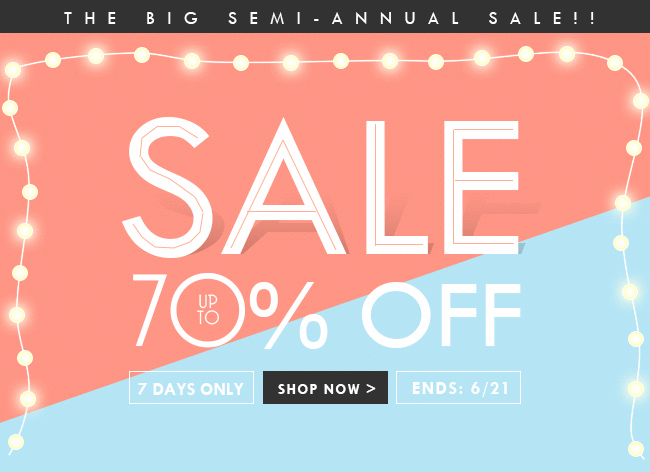 THE BIG SEMI-ANNUAL SALE!!
SALE
70% OFF
UP
TO
7 DAYS ONLY
SHOP NOW >
ENDS: 6/21